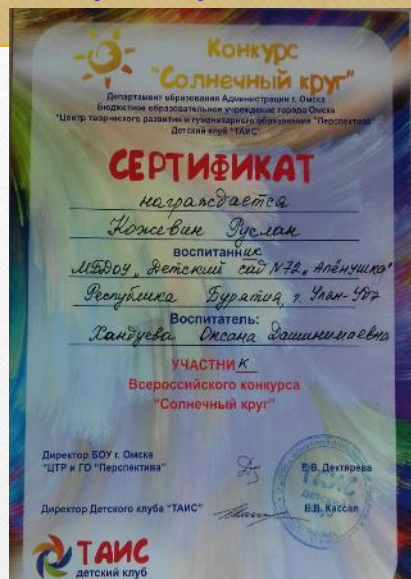 Конкурс
"Солнечный круг"
Департамент образования Администрации г. Омска
Бюджетное образовательное учреждение города Омска
"Центр творческого развития и гуманитарного образования "Перспектива"
Детский клуб "ТАИС"
СЕРТИФИКАТ
награждается
Кожевин Руслан
воспитанник
МБДОУ "Детский сад №72 "Алёнушка"
Республика Бурятия, г. Улан-Удэ
Воспитатель:
Хандуева Оксана Дашинимаевна
УЧАСТНИК
Всероссийского конкурса
"Солнечный круг"
Директор БОУ г. Омска
"ЦТР и ГО "Перспектива"
Е.В. Дехтярева
Директор Детского клуба "ТАИС"
Е.В. Кассал
ТАИС
детский клуб